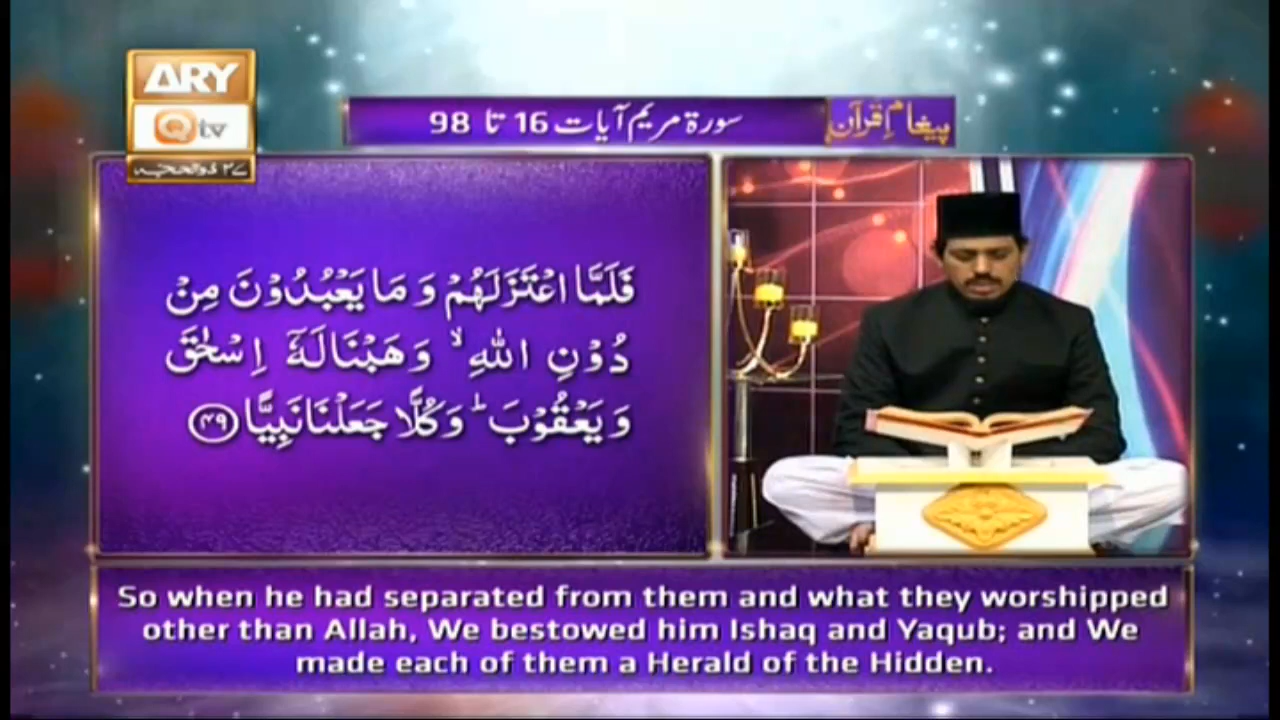 ARY
Qtv
٢٤ ذوالحجہ
سورۃ مریم آیات 16 تا 98
پیغام قرآن
فَلَمَّا اعْتَزَلَهُمْ وَ مَا يَعْبُدُوْنَ مِنْ
دُوْنِ اللّٰهِ ۙ وَهَبْنَا لَهٗۤ اِسْحٰقَ
وَ يَعْقُوْبَ ؕ وَكُلًّا جَعَلْنَا نَبِيًّا ﴿۴۹﴾
So when he had separated from them and what they worshipped
other than Allah, We bestowed him Ishaq and Yaqub; and We
made each of them a Herald of the Hidden.